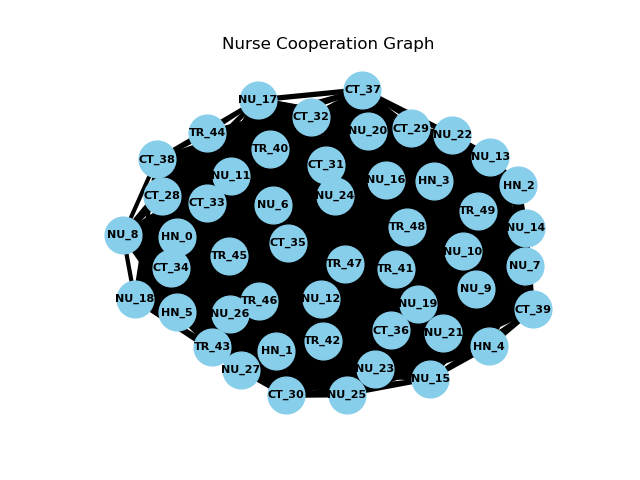 Nurse Cooperation Graph
CT_37
NU_17
CT_32
CT_29
NU_20
TR_44
NU_22
TR_40
NU_13
CT_38
CT_31
NU_11
NU_16
HN_3
HN_2
CT_28
NU_24
CT_33
NU_6
TR_49
TR_48
NU_14
NU_8
HN_0
CT_35
NU_10
TR_45
TR_47
NU_7
CT_34
TR_41
NU_9
NU_18
NU_12
TR_46
NU_19
CT_39
HN_5
NU_26
CT_36
NU_21
TR_42
HN_4
TR_43
HN_1
NU_23
NU_27
NU_15
CT_30
NU_25